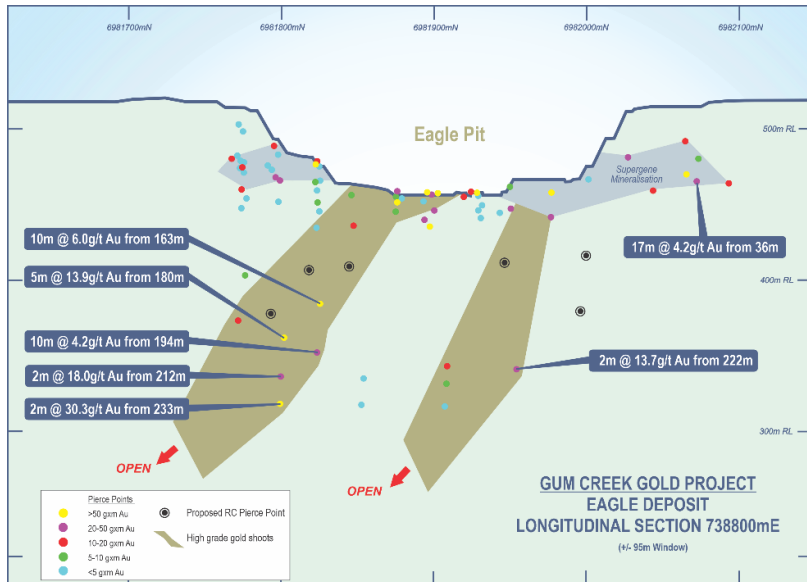 6981700mN
6981800mN
6981900mN
6982000mN
6982100mN
500m RL
Eagle Pit
Supergene
Mineralisation
10m @ 6.0g/t Au from 163m
17m @ 4.2g/t Au from 36m
5m @ 13.9g/t Au from 180m
400m RL
10m @ 4.2g/t Au from 194m
2m @ 13.7g/t Au from 222m
2m @ 18.0g/t Au from 212m
2m @ 30.3g/t Au from 233m
300m RL
OPEN
OPEN
Pierce Points
>50 gxm Au
20-50 gxm Au
10-20 gxm Au
5-10 gxm Au
<5 gxm Au
Proposed RC Pierce Point
High grade gold shoots
GUM CREEK GOLD PROJECT
EAGLE DEPOSIT
LONGITUDINAL SECTION 738800mE
(+/- 95m Window)